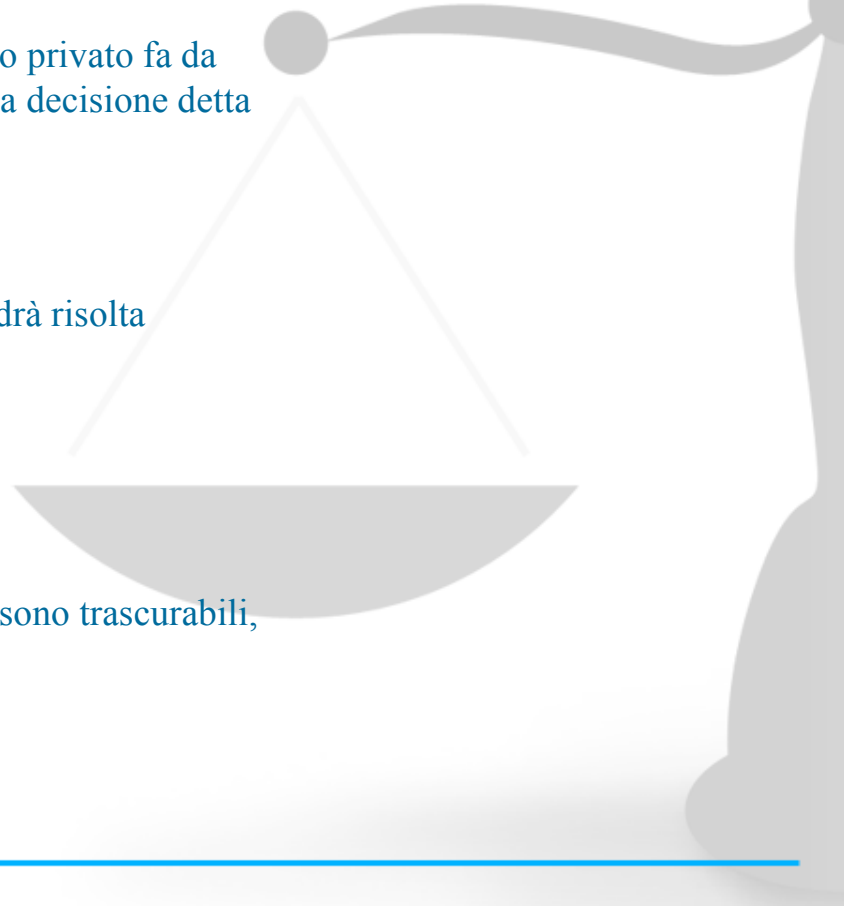 o privato fa da
a decisione detta
drà risolta
sono trascurabili,